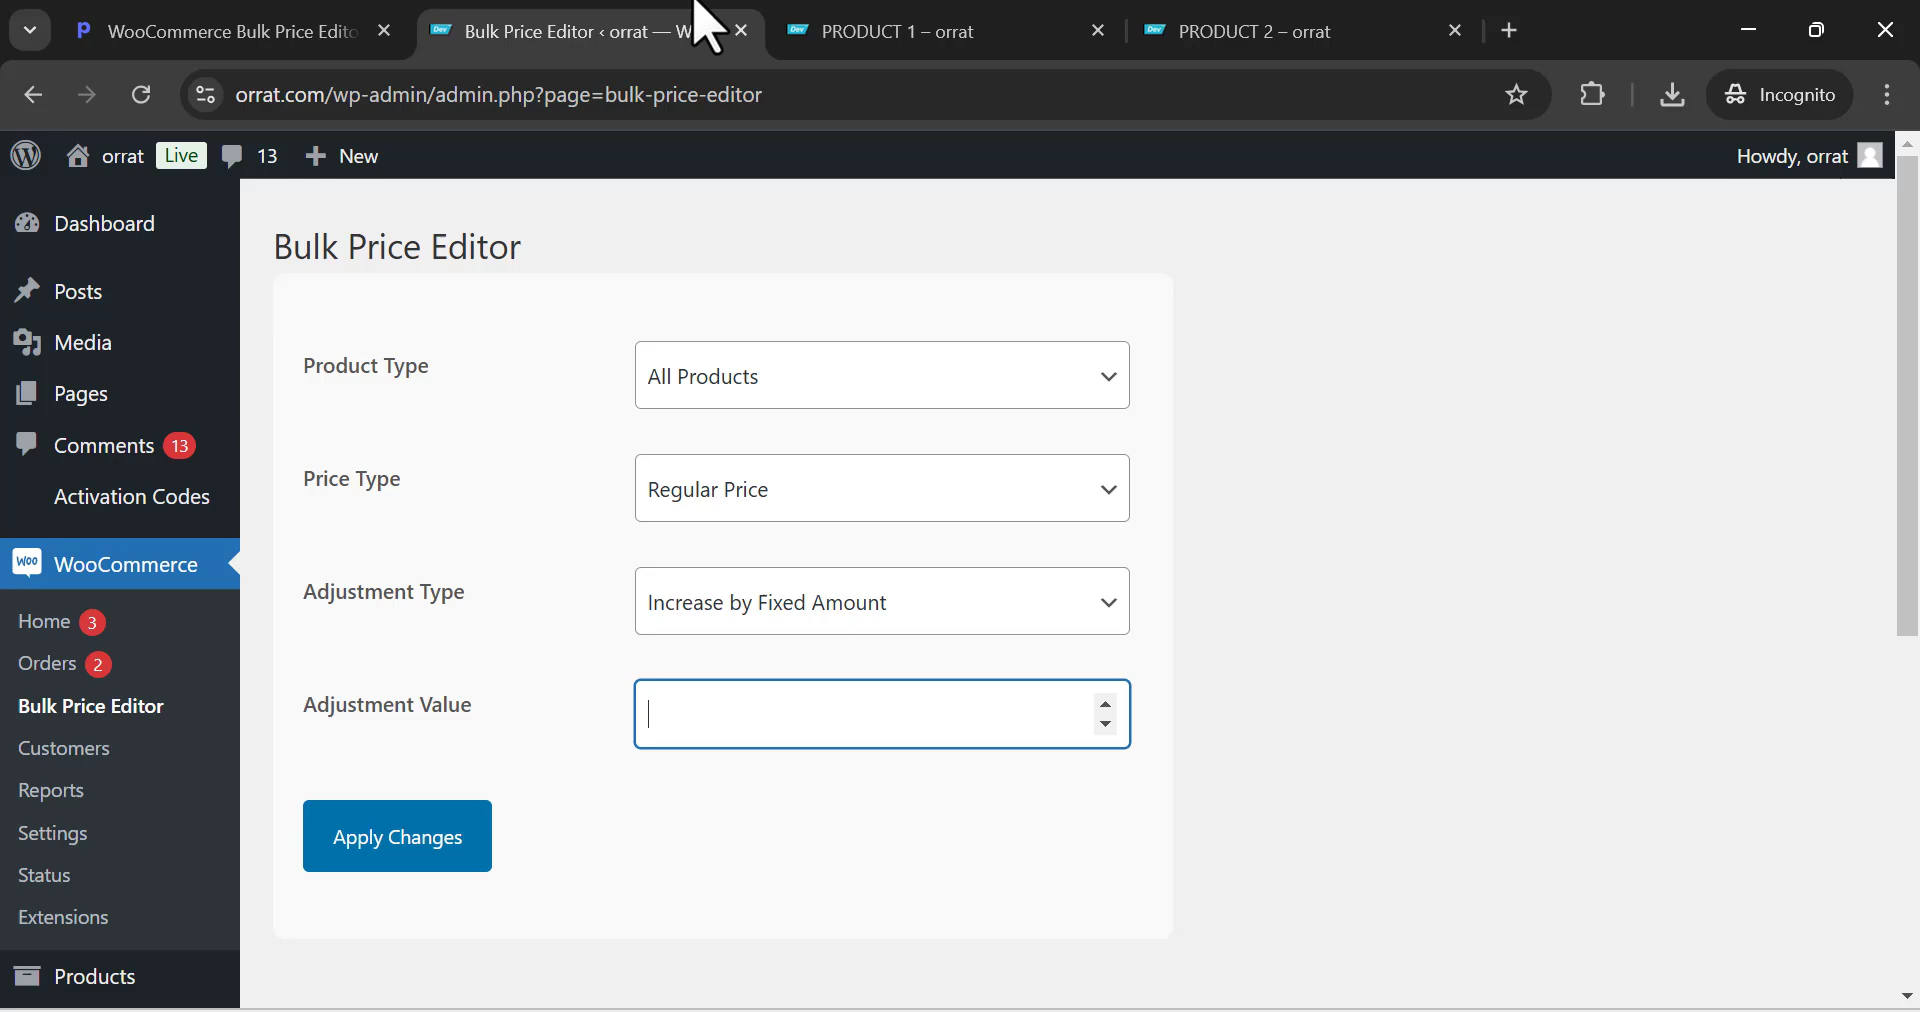 WooCommerce Bulk Price Edito
Bulk Price Editor ‹ orrat — W
PRODUCT 1 – orrat
PRODUCT 2 – orrat
orrat.com/wp-admin/admin.php?page=bulk-price-editor
Incognito
orrat
Live
13
New
Howdy, orrat
Dashboard
Posts
Media
Pages
Comments 13
Activation Codes
WooCommerce
Home 3
Orders 2
Bulk Price Editor
Customers
Reports
Settings
Status
Extensions
Products
Bulk Price Editor
Product Type
All Products
Price Type
Regular Price
Adjustment Type
Increase by Fixed Amount
Adjustment Value
Apply Changes